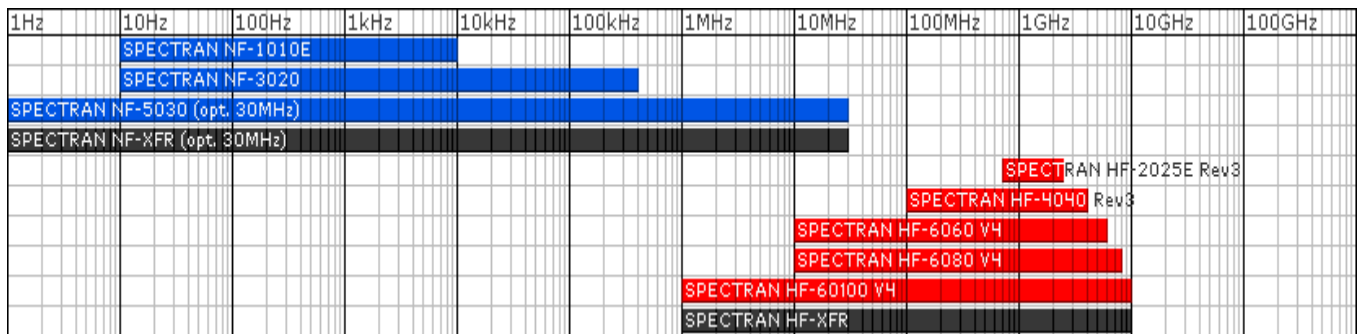 1Hz 10Hz 100Hz 1kHz 10kHz 100kHz 1MHz 10MHz 100MHz 1GHz 10GHz 100GHz
SPECTRAN NF-1010E
SPECTRAN NF-3020
SPECTRAN NF-5030 (opt. 30MHz)
SPECTRAN NF-XFR (opt. 30MHz)
SPECTRAN HF-2025E Rev3
SPECTRAN HF-4040 Rev3
SPECTRAN HF-6060 V4
SPECTRAN HF-6080 V4
SPECTRAN HF-60100 V4
SPECTRAN HF-XFR